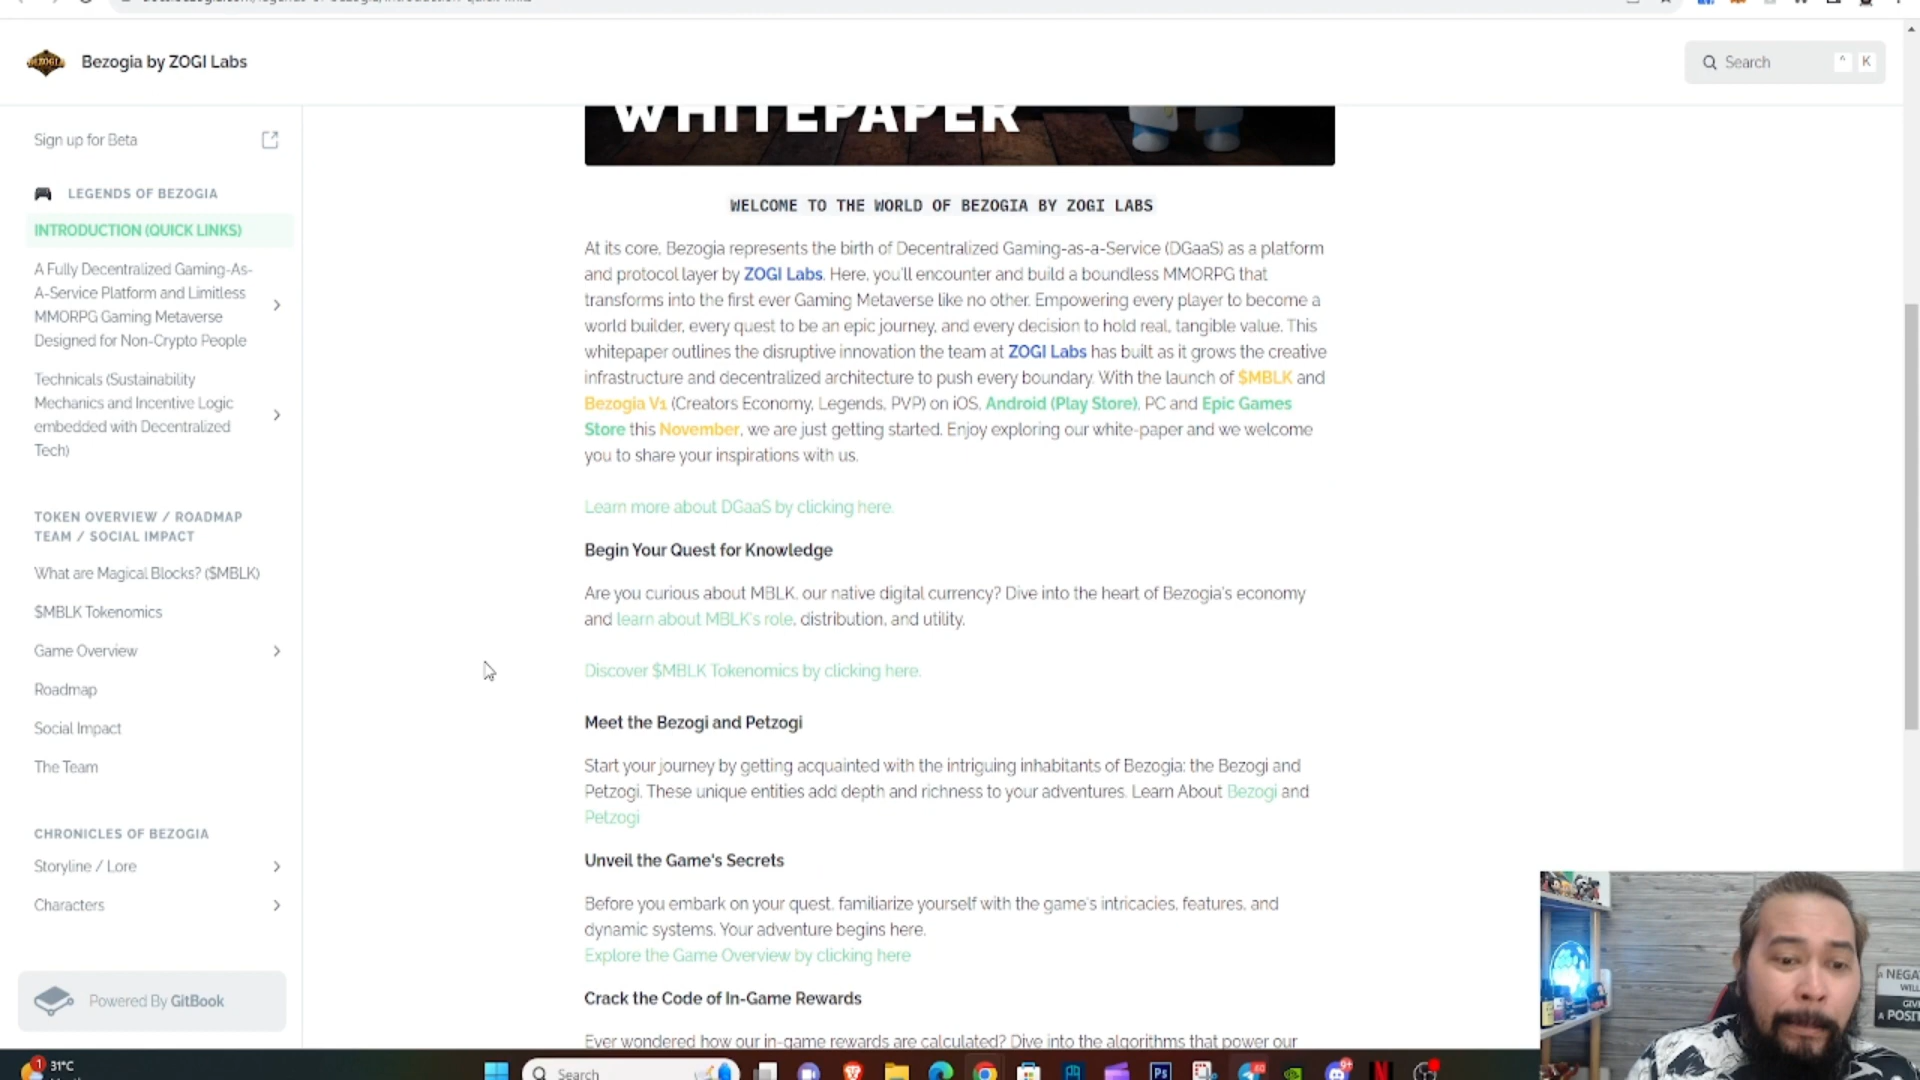 Bezogia by ZOGI Labs
Search
^
K
Sign up for Beta
LEGENDS OF BEZOGIA
INTRODUCTION (QUICK LINKS)
A Fully Decentralized Gaming-As-
A-Service Platform and Limitless
MMORPG Gaming Metaverse
Designed for Non-Crypto People
Technicals (Sustainability
Mechanics and Incentive Logic
embedded with Decentralized
Tech)
TOKEN OVERVIEW / ROADMAP
TEAM / SOCIAL IMPACT
What are Magical Blocks? ($MBLK)
$MBLK Tokenomics
Game Overview
Roadmap
Social Impact
The Team
CHRONICLES OF BEZOGIA
Storyline / Lore
Characters
Powered By GitBook
WHITEPAPER
WELCOME TO THE WORLD OF BEZOGIA BY ZOGI LABS
At its core, Bezogia represents the birth of Decentralized Gaming-as-a-Service (DGaaS) as a platform
and protocol layer by ZOGI Labs. Here, you'll encounter and build a boundless MMORPG that
transforms into the first ever Gaming Metaverse like no other. Empowering every player to become a
world builder, every quest to be an epic journey, and every decision to hold real, tangible value. This
whitepaper outlines the disruptive innovation the team at ZOGI Labs has built as it grows the creative
infrastructure and decentralized architecture to push every boundary. With the launch of $MBLK and
Bezogia V1 (Creators Economy, Legends, PVP) on iOS, Android (Play Store), PC and Epic Games
Store this November, we are just getting started. Enjoy exploring our white-paper and we welcome
you to share your inspirations with us.
Learn more about DGaaS by clicking here.
Begin Your Quest for Knowledge
Are you curious about MBLK, our native digital currency? Dive into the heart of Bezogia's economy
and learn about MBLK's role, distribution, and utility.
Discover $MBLK Tokenomics by clicking here.
Meet the Bezogi and Petzogi
Start your journey by getting acquainted with the intriguing inhabitants of Bezogia: the Bezogi and
Petzogi. These unique entities add depth and richness to your adventures. Learn About Bezogi and
Petzogi
Unveil the Game's Secrets
Before you embark on your quest, familiarize yourself with the game's intricacies, features, and
dynamic systems. Your adventure begins here.
Explore the Game Overview by clicking here
Crack the Code of In-Game Rewards
Ever wondered how our in-game rewards are calculated? Dive into the algorithms that power our
A NEGA
WILL
GIV
A POSIT
1
31°C
Search
Ps